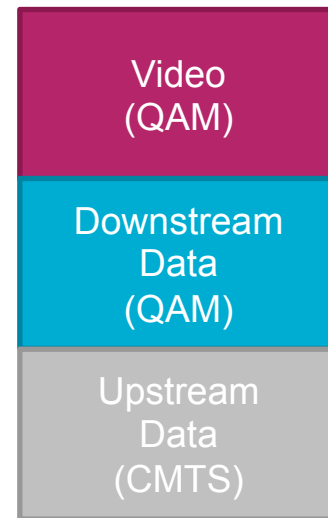 Video
(QAM)
Downstream
Data
(QAM)
Upstream
Data
(CMTS)